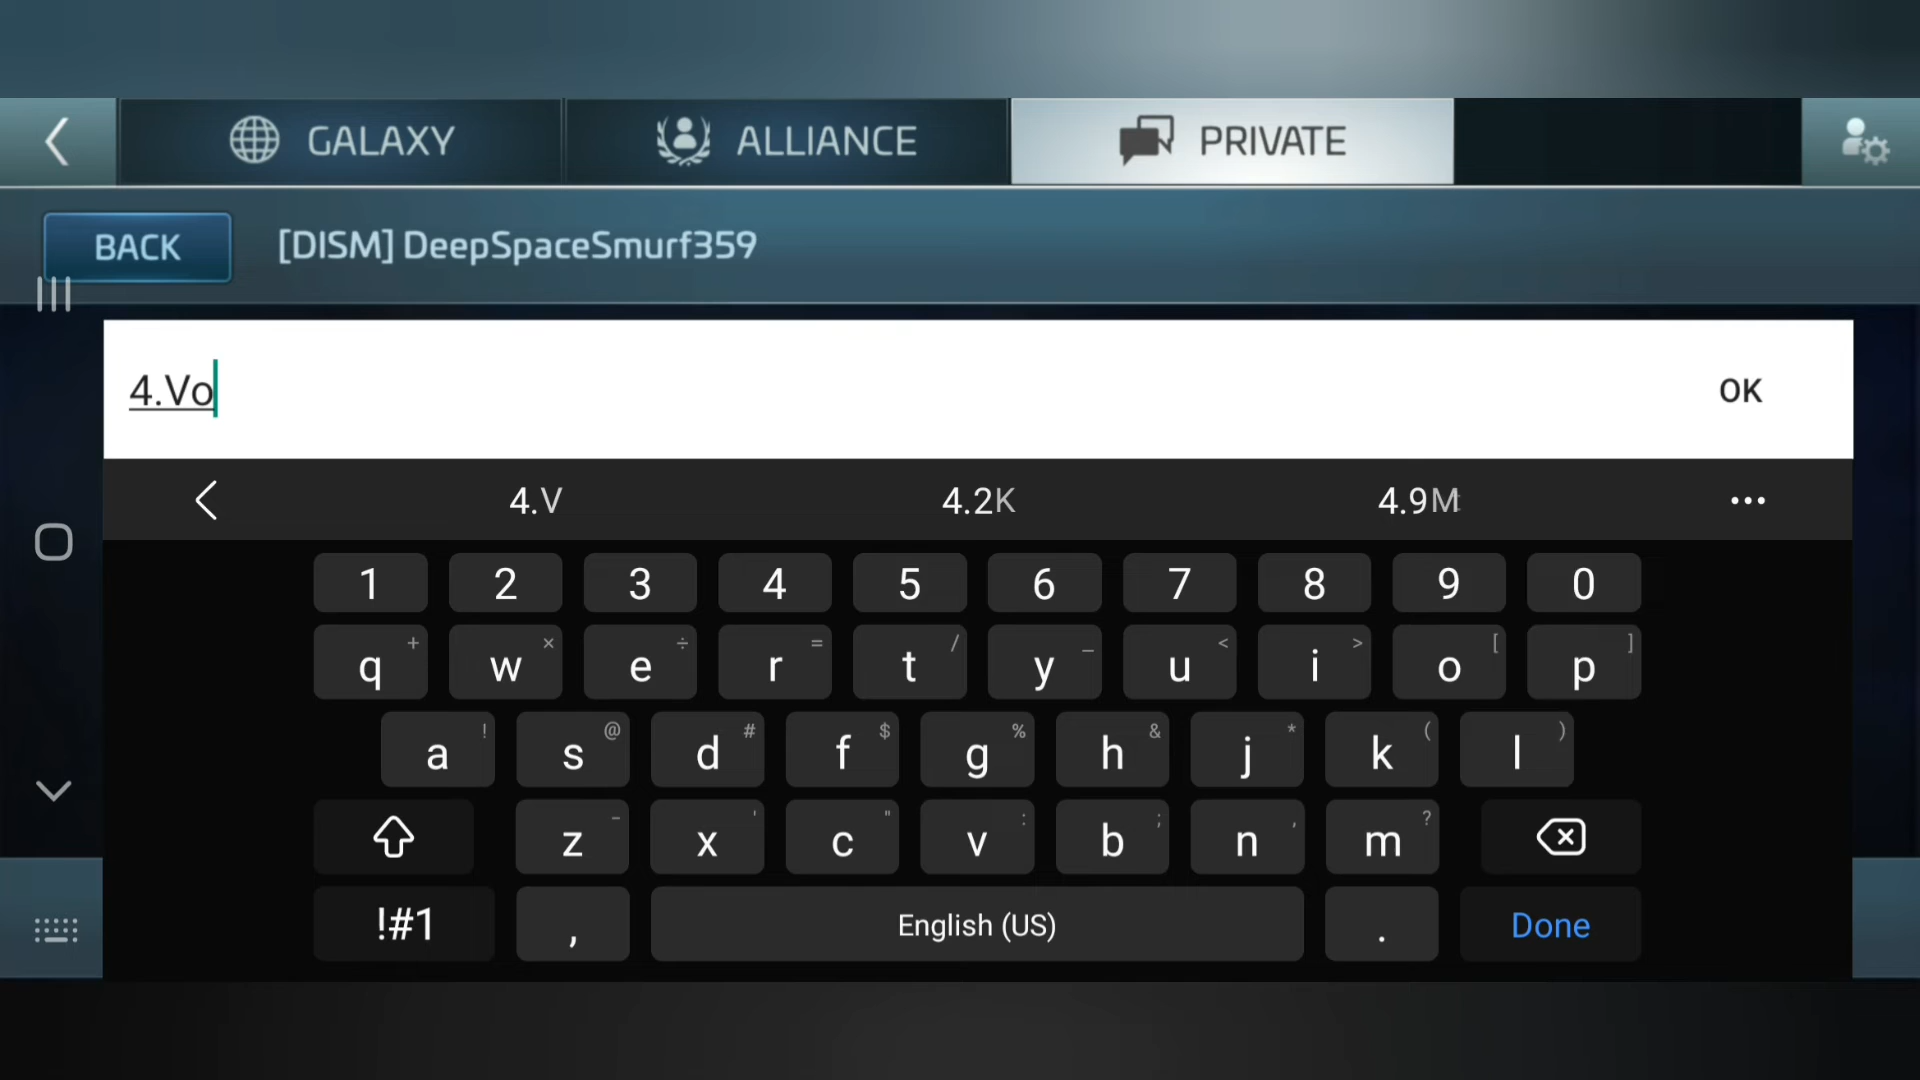 GALAXY ALLIANCE PRIVATE
BACK [DISM] DeepSpaceSmurf359
4.Vo OK
4.V 4.2K 4.9M ...
1 2 3 4 5 6 7 8 9 0
+ × ÷ = / _ < > [ ]
q w e r t y u i o p
! @ # $ % & * ( )
a s d f g h j k l
- ' " : ; , ?
z x c v b n m
!#1 , English (US) . Done